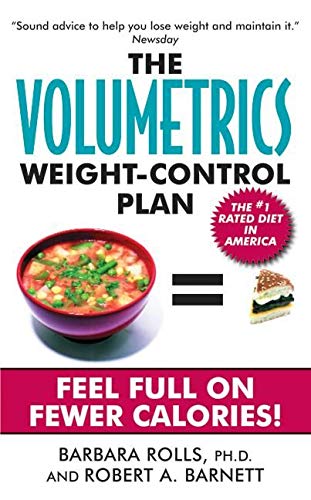 “Sound advice to help you lose weight and maintain it.”
Newsday
THE
VOLUMETRICS
WEIGHT-CONTROL
PLAN
THE #1
RATED DIET IN
AMERICA
=
FEEL FULL ON
FEWER CALORIES!
BARBARA ROLLS, PH.D.
AND ROBERT A. BARNETT